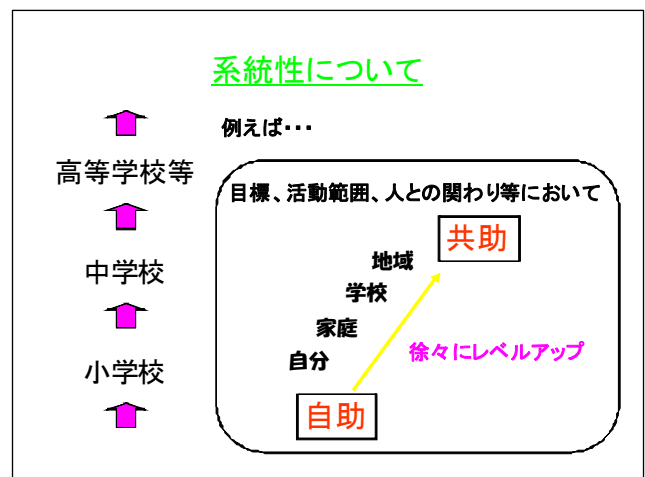 系統性について
例えば・・・
高等学校等
中学校
小学校
目標、活動範囲、人との関わり等において
共助
地域
学校
家庭
自分
徐々にレベルアップ
自助